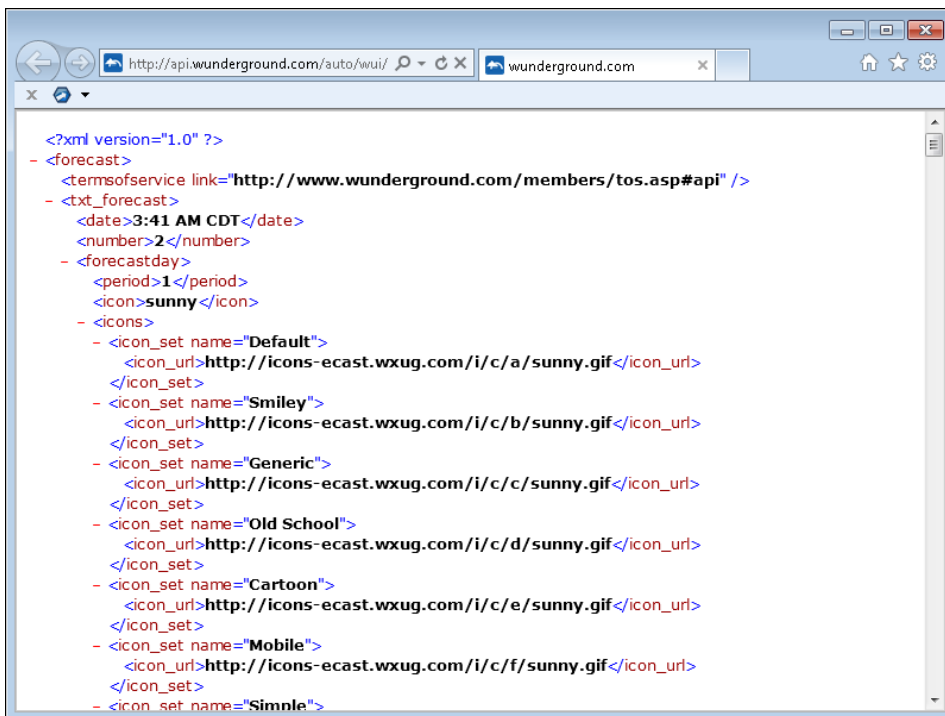 http://api.wunderground.com/auto/wui/
wunderground.com
<?xml version="1.0" ?>
- <forecast>
<termsofservice link="http://www.wunderground.com/members/tos.asp#api" />
- <txt_forecast>
<date>3:41 AM CDT</date>
<number>2</number>
- <forecastday>
<period>1</period>
<icon>sunny</icon>
- <icons>
- <icon_set name="Default">
<icon_url>http://icons-ecast.wxug.com/i/c/a/sunny.gif</icon_url>
</icon_set>
- <icon_set name="Smiley">
<icon_url>http://icons-ecast.wxug.com/i/c/b/sunny.gif</icon_url>
</icon_set>
- <icon_set name="Generic">
<icon_url>http://icons-ecast.wxug.com/i/c/c/sunny.gif</icon_url>
</icon_set>
- <icon_set name="Old School">
<icon_url>http://icons-ecast.wxug.com/i/c/d/sunny.gif</icon_url>
</icon_set>
- <icon_set name="Cartoon">
<icon_url>http://icons-ecast.wxug.com/i/c/e/sunny.gif</icon_url>
</icon_set>
- <icon_set name="Mobile">
<icon_url>http://icons-ecast.wxug.com/i/c/f/sunny.gif</icon_url>
</icon_set>
- <icon_set name="Simple">